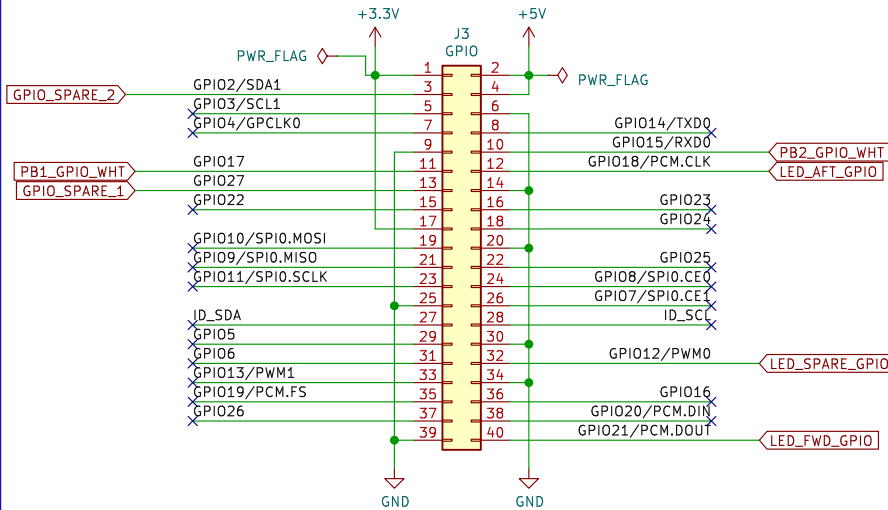 +3.3V +5V
J3
GPIO
PWR_FLAG PWR_FLAG
1 2
GPIO_SPARE_2 GPIO2/SDA1 3 4
GPIO3/SCL1 5 6
GPIO4/GPCLK0 7 8 GPIO14/TXD0
9 10 GPIO15/RXD0 PB2_GPIO_WHT
PB1_GPIO_WHT GPIO17 11 12 GPIO18/PCM.CLK LED_AFT_GPIO
GPIO_SPARE_1 GPIO27 13 14
GPIO22 15 16 GPIO23
17 18 GPIO24
GPIO10/SPI0.MOSI 19 20
GPIO9/SPI0.MISO 21 22 GPIO25
GPIO11/SPI0.SCLK 23 24 GPIO8/SPI0.CE0
25 26 GPIO7/SPI0.CE1
ID_SDA 27 28 ID_SCL
GPIO5 29 30
GPIO6 31 32 GPIO12/PWM0 LED_SPARE_GPIO
GPIO13/PWM1 33 34
GPIO19/PCM.FS 35 36 GPIO16
GPIO26 37 38 GPIO20/PCM.DIN
39 40 GPIO21/PCM.DOUT LED_FWD_GPIO
GND GND